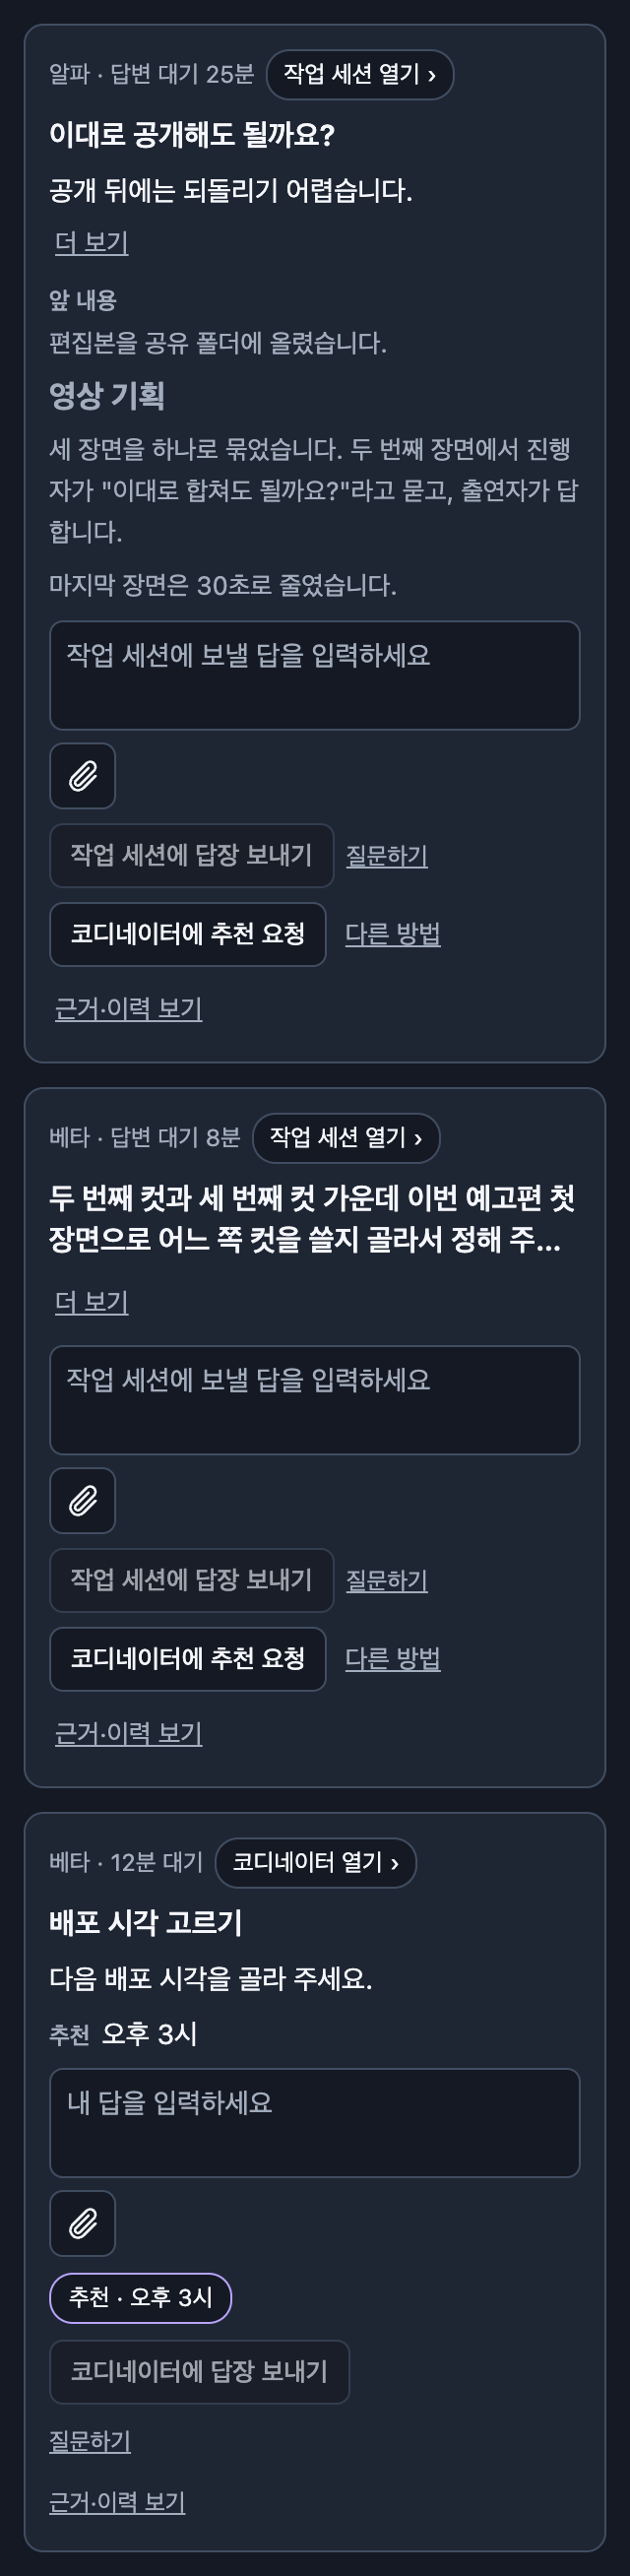 알파 · 답변 대기 25분 작업 세션 열기 ›
이대로 공개해도 될까요?
공개 뒤에는 되돌리기 어렵습니다.
더 보기
앞 내용
편집본을 공유 폴더에 올렸습니다.
영상 기획
세 장면을 하나로 묶었습니다. 두 번째 장면에서 진행
자가 "이대로 합쳐도 될까요?"라고 묻고, 출연자가 답
합니다.
마지막 장면은 30초로 줄였습니다.
작업 세션에 보낼 답을 입력하세요
작업 세션에 답장 보내기 질문하기
코디네이터에 추천 요청 다른 방법
근거·이력 보기
베타 · 답변 대기 8분 작업 세션 열기 ›
두 번째 컷과 세 번째 컷 가운데 이번 예고편 첫
장면으로 어느 쪽 컷을 쓸지 골라서 정해 주...
더 보기
작업 세션에 보낼 답을 입력하세요
작업 세션에 답장 보내기 질문하기
코디네이터에 추천 요청 다른 방법
근거·이력 보기
베타 · 12분 대기 코디네이터 열기 ›
배포 시각 고르기
다음 배포 시각을 골라 주세요.
추천 오후 3시
내 답을 입력하세요
추천 · 오후 3시
코디네이터에 답장 보내기
질문하기
근거·이력 보기